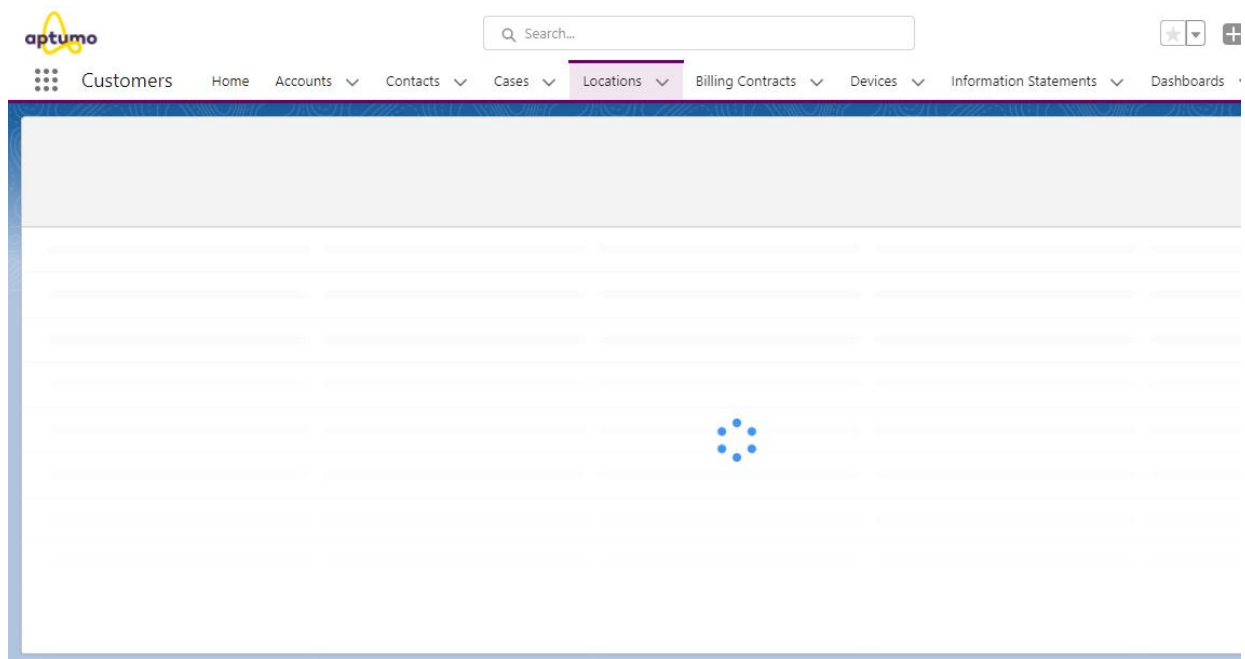 aptumo
Search...
Customers Home Accounts Contacts Cases Locations Billing Contracts Devices Information Statements Dashboards